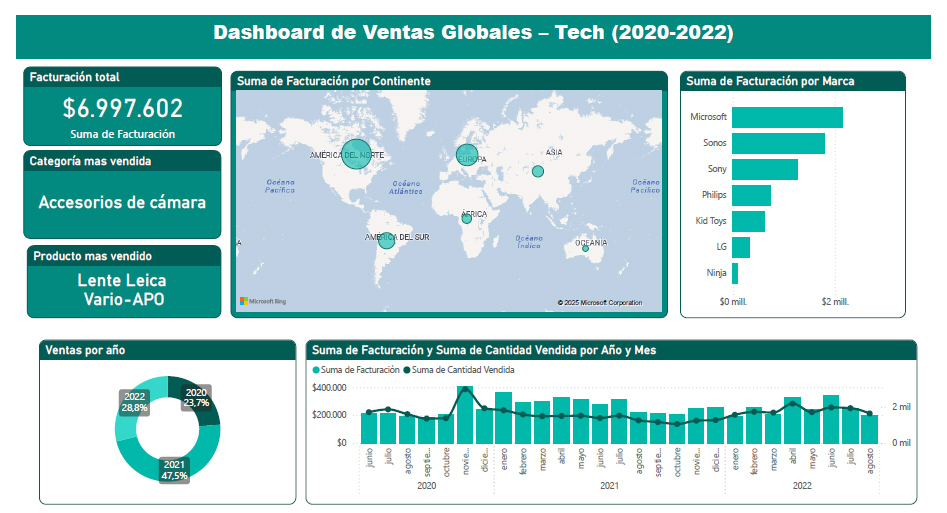 Dashboard de Ventas Globales – Tech (2020-2022)
Facturación total
$6.997.602
Suma de Facturación
Categoría mas vendida
Accesorios de cámara
Producto mas vendido
Lente Leica
Vario-APO
Suma de Facturación por Continente
AMÉRICA DEL NORTE
EUROPA
ASIA
Océano
Pacífico
Océano
Atlántico
Océano
Pacífico
ÁFRICA
AMÉRICA DEL SUR
Océano
Índico
OCEANÍA
A
Microsoft Bing
© 2025 Microsoft Corporation
Suma de Facturación por Marca
Microsoft
Sonos
Sony
Philips
Kid Toys
LG
Ninja
$0 mill.
$2 mill.
Ventas por año
2022
28,8%
2020
23,7%
2021
47,5%
Suma de Facturación y Suma de Cantidad Vendida por Año y Mes
Suma de Facturación
Suma de Cantidad Vendida
$400.000
$200.000
$0
2 mil
0 mil
junio
julio
agosto
septie...
octubre
novie...
dicie...
enero
febrero
marzo
abril
mayo
junio
julio
agosto
septie...
octubre
novie...
dicie...
enero
febrero
marzo
abril
mayo
junio
julio
agosto
2020
2021
2022